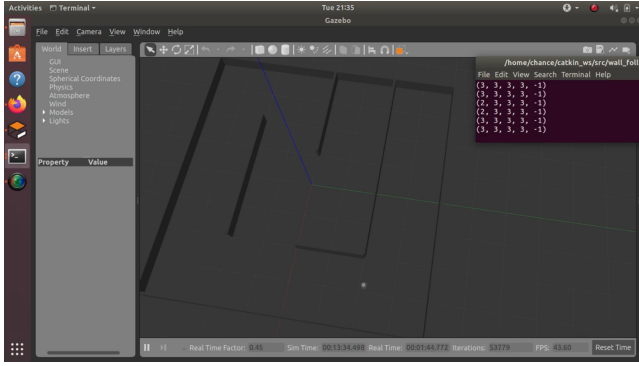 Activities Terminal Tue 21:35
Gazebo
File Edit Camera View Window Help
World Insert Layers
GUI
Scene
Spherical Coordinates
Physics
Atmosphere
Wind
Models
Lights
Property Value
/home/chance/catkin_ws/src/wall_foll
File Edit View Search Terminal Help
(3, 3, 3, 3, -1)
(3, 3, 3, 3, -1)
(2, 3, 3, 3, -1)
(2, 3, 3, 3, -1)
(3, 3, 3, 3, -1)
(3, 3, 3, 3, -1)
Real Time Factor: 0.45 Sim Time: 00:13:34.488 Real Time: 00:01:44.772 Iterations: 53779 FPS: 43.60 Reset Time